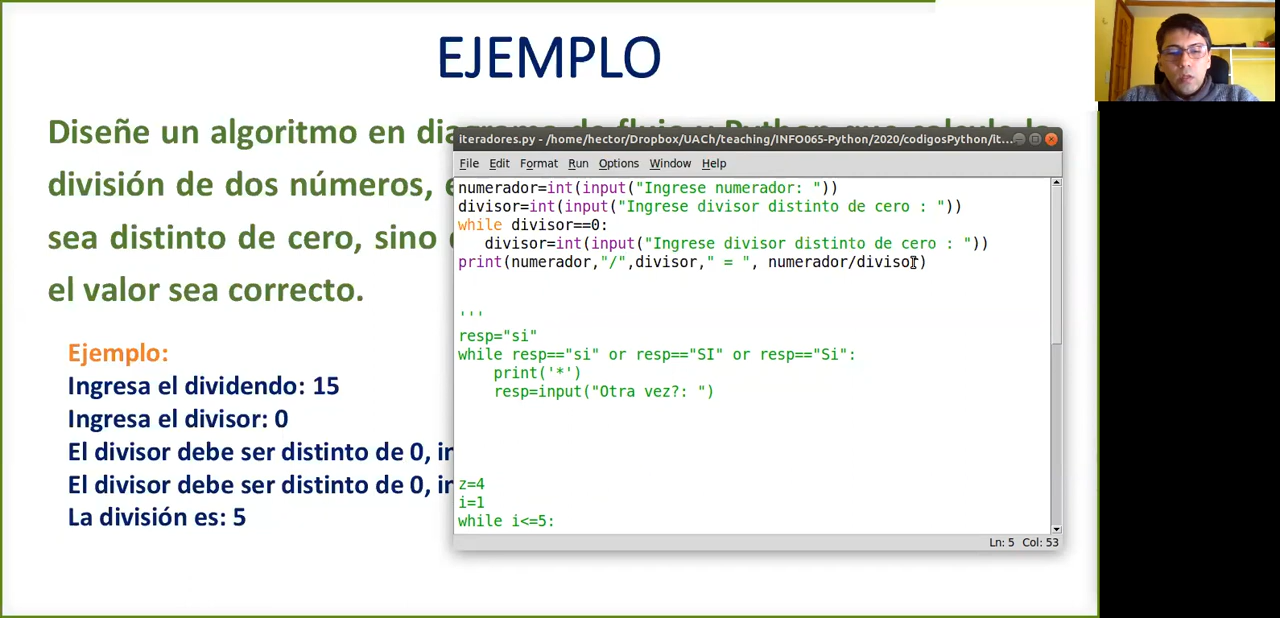 EJEMPLO
Diseñe un algoritmo en
división de dos números,
sea distinto de cero, sino
el valor sea correcto.
Ejemplo:
Ingresa el dividendo: 15
Ingresa el divisor: 0
El divisor debe ser distinto de 0,
El divisor debe ser distinto de 0,
La división es: 5
iteradores.py - /home/hector/Dropbox/UACh/teaching/INFO065-Python/2020/codigosPython/it...
File Edit Format Run Options Window Help
numerador=int(input("Ingrese numerador: "))
divisor=int(input("Ingrese divisor distinto de cero : "))
while divisor==0:
   divisor=int(input("Ingrese divisor distinto de cero : "))
print(numerador,"/",divisor," = ", numerador/divisor)
'''
resp="si"
while resp=="si" or resp=="SI" or resp=="Si":
    print('*')
    resp=input("Otra vez?: ")
z=4
i=1
while i<=5:
Ln: 5 Col: 53